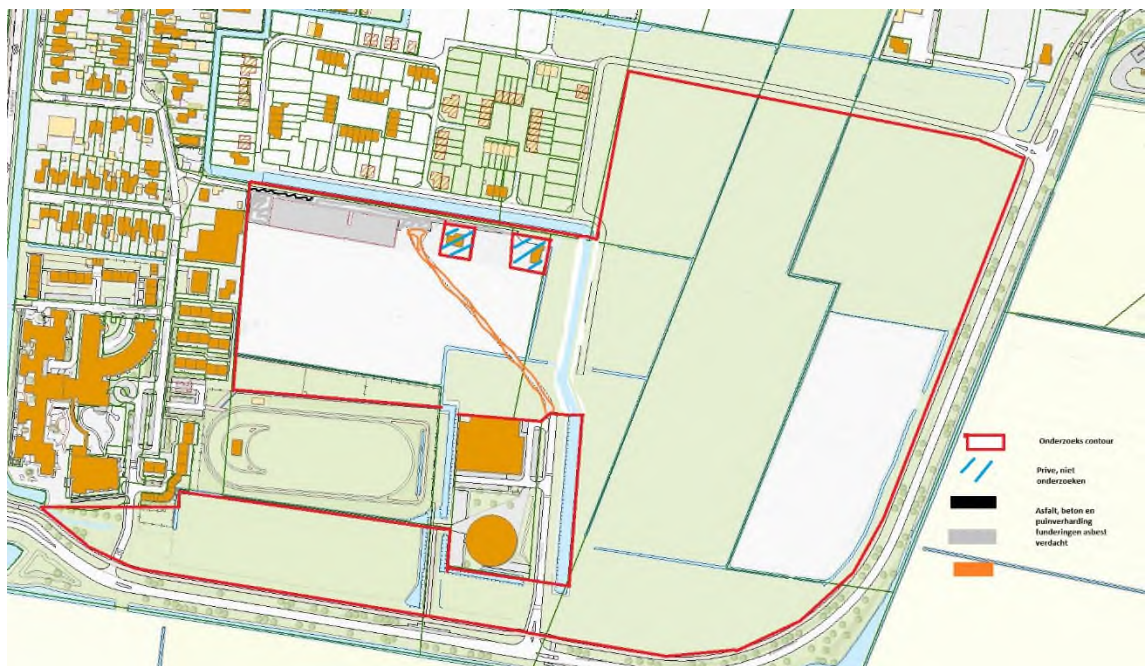 Onderzoeks contour
Prive, niet
onderzoeken
Asfalt, beton en
puinverharding
funderingen asbest
verdacht